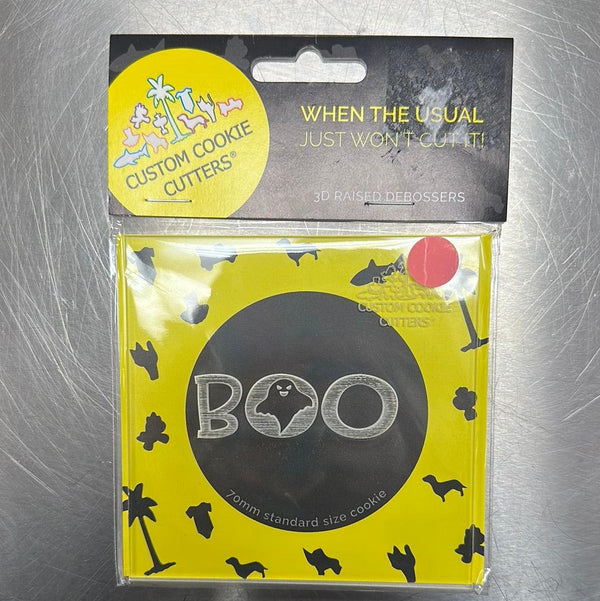 CUSTOM COOKIE
CUTTERS®
WHEN THE USUAL
JUST WON'T CUT IT!
3D RAISED DEBOSSERS
CUSTOM COOKIE
CUTTERS
BOO
70mm standard size cookie